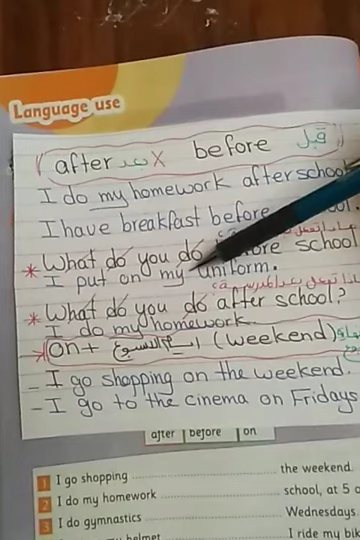 Language use
after بعد X before قبل
I do my homework after school
I have breakfast before
* What do you do before school
I put on my uniform.
* What do you do after school?
I do my homework.
On + (weekend)
- I go shopping on the weekend.
- I go to the cinema on Fridays
after before on
1 I go shopping the weekend.
2 I do my homework school, at 5 o
3 I do gymnastics Wednesdays
helmet I ride my bik